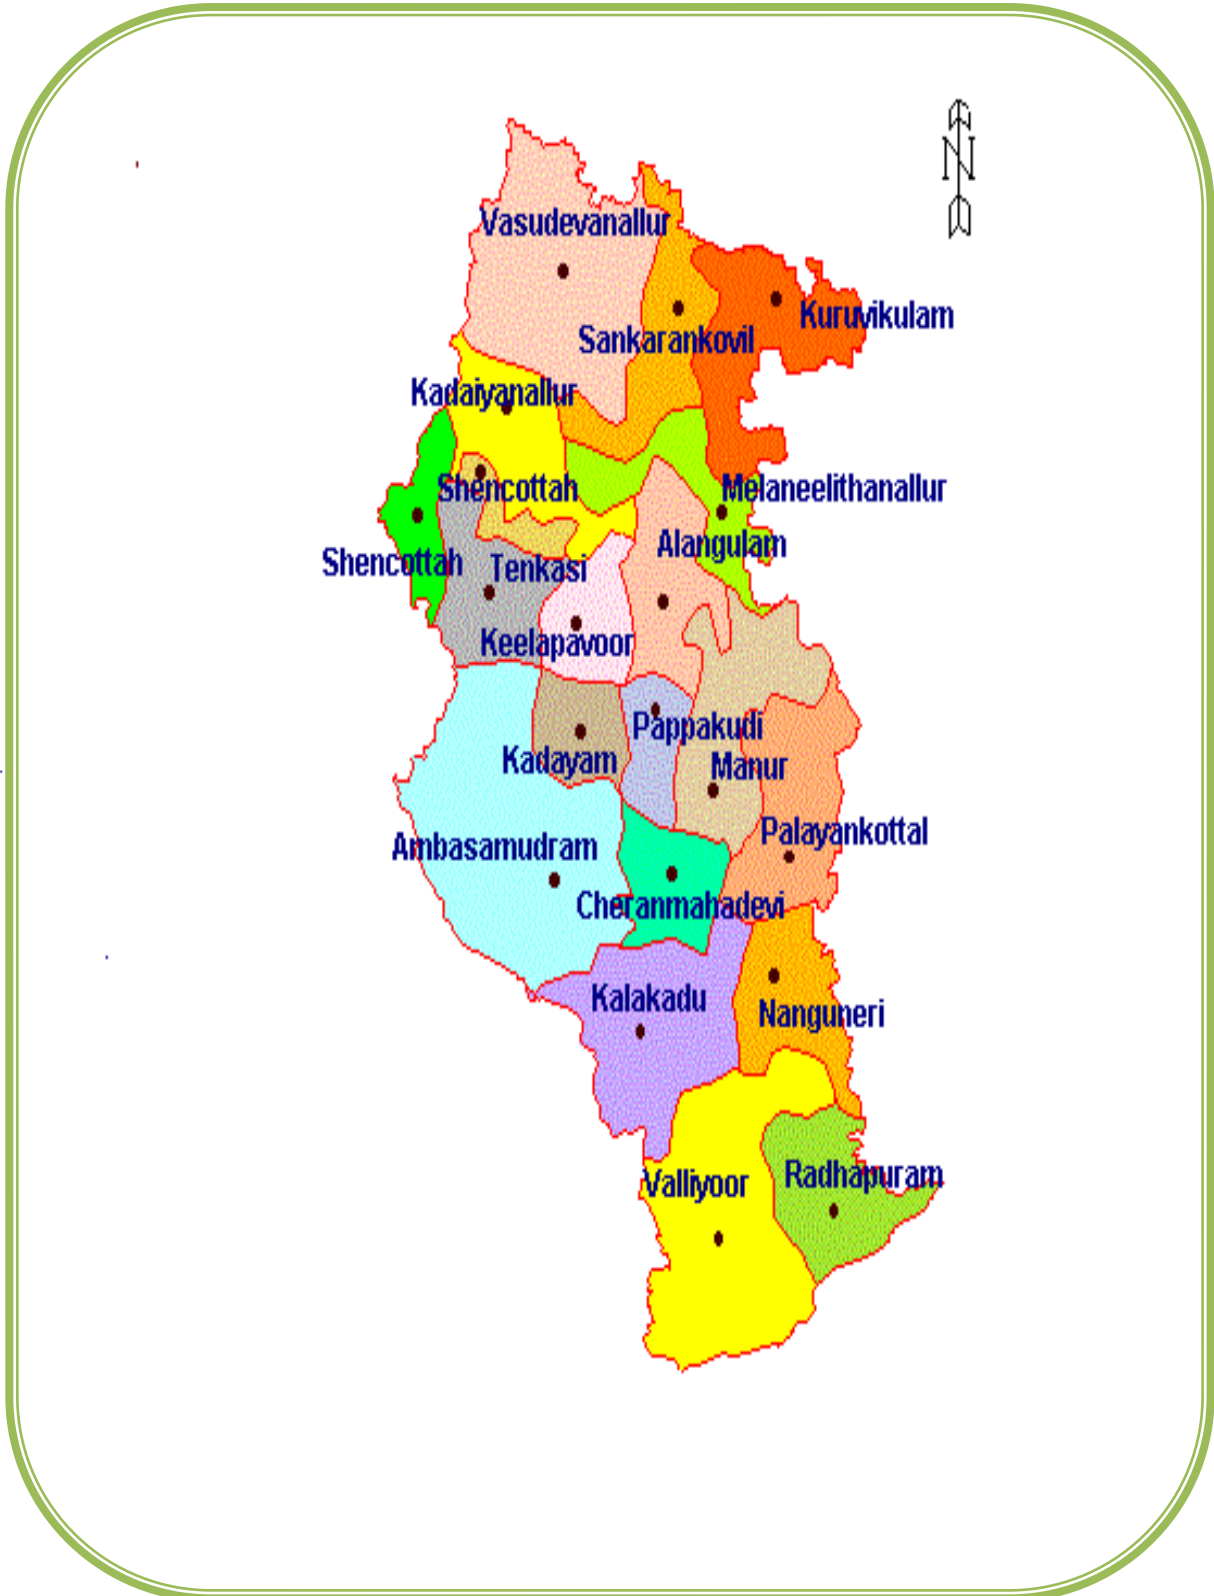 N
Vasudevanallur
Kuruvikulam
Sankarankovil
Kadaiyanallur
Shencottah
Melaneelithanallur
Alangulam
Shencottah
Tenkasi
Keelapavoor
Pappakudi
Kadayam
Manur
Palayankottal
Ambasamudram
Cheranmahadevi
Kalakadu
Nanguneri
Radhapuram
Valliyoor